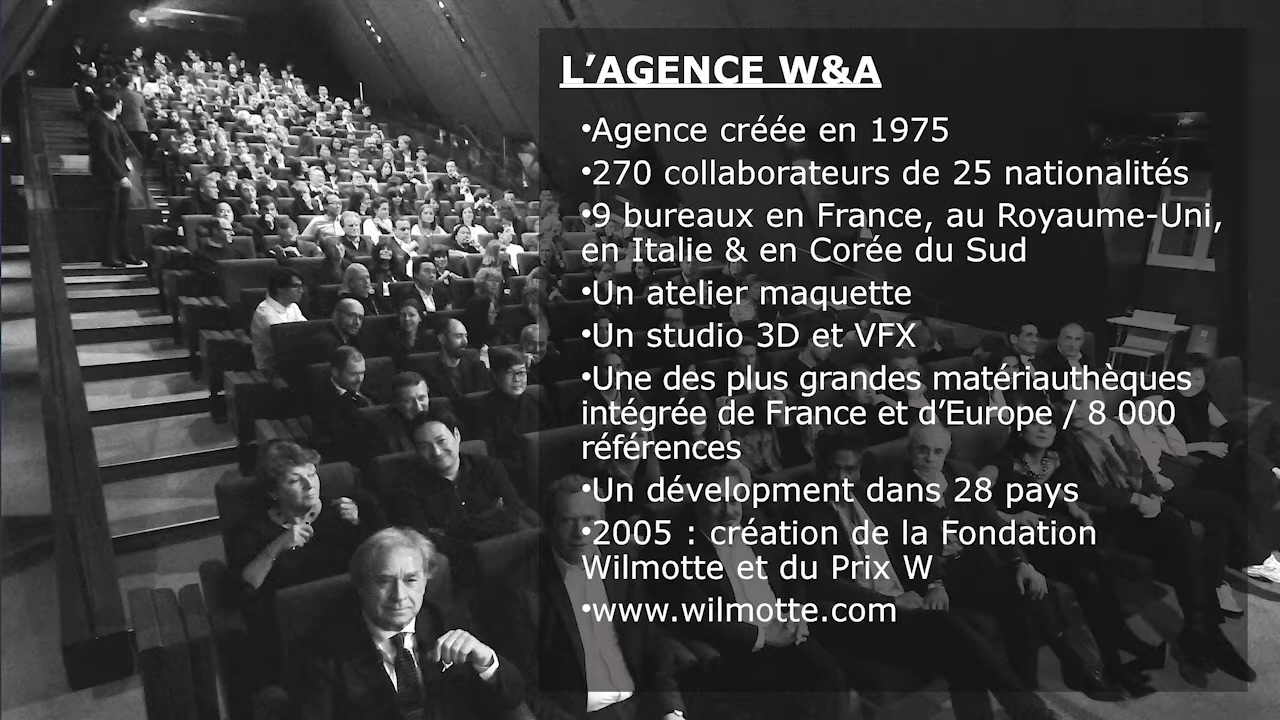 L’AGENCE W&A
•Agence créée en 1975
•270 collaborateurs de 25 nationalités
•9 bureaux en France, au Royaume-Uni,
en Italie & en Corée du Sud
•Un atelier maquette
•Un studio 3D et VFX
•Une des plus grandes matériauthèques
intégrée de France et d’Europe / 8 000
références
•Un dévelopment dans 28 pays
•2005 : création de la Fondation
Wilmotte et du Prix W
•www.wilmotte.com